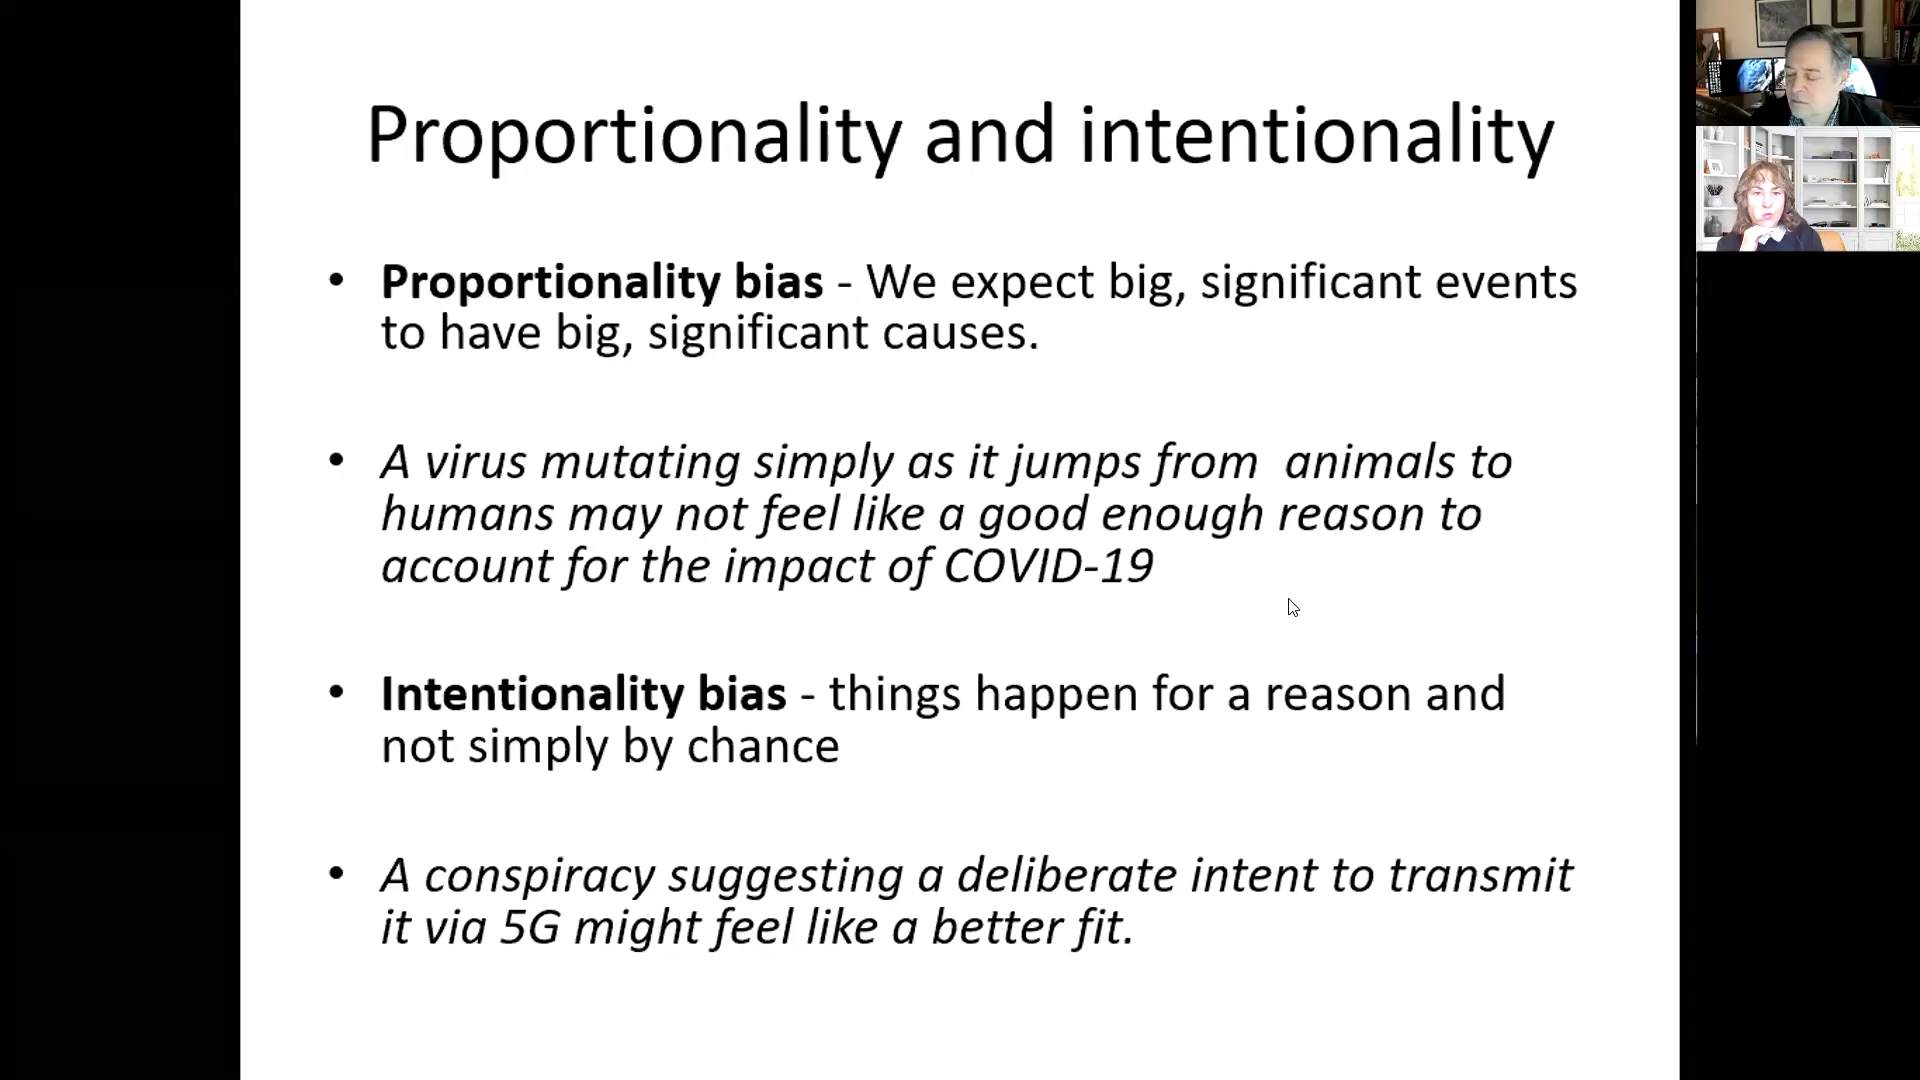 Proportionality and intentionality
• Proportionality bias - We expect big, significant events
to have big, significant causes.
• A virus mutating simply as it jumps from  animals to
humans may not feel like a good enough reason to
account for the impact of COVID-19
• Intentionality bias - things happen for a reason and
not simply by chance
• A conspiracy suggesting a deliberate intent to transmit
it via 5G might feel like a better fit.